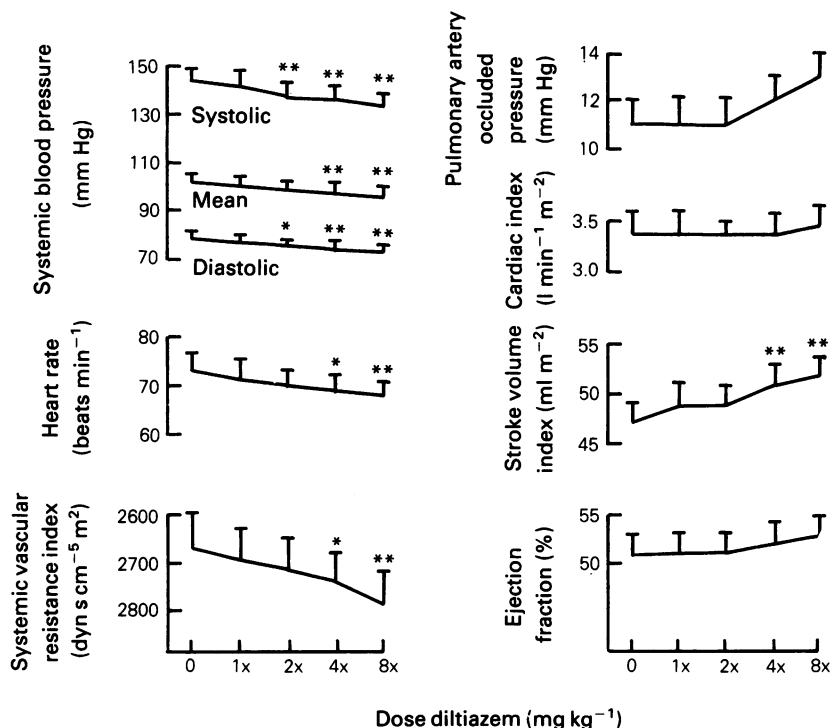 Systemic blood pressure
(mm Hg)
150
130
110
90
70
**
**
**
Systolic
**
**
Mean
*
**
**
Diastolic
Heart rate
(beats min⁻¹)
80
70
60
*
**
Systemic vascular
resistance index
(dyn s cm⁻⁵ m²)
2600
2700
2800
*
**
0
1x
2x
4x
8x
Pulmonary artery
occluded
pressure
(mm Hg)
14
12
10
Cardiac index
(l min⁻¹ m⁻²)
3.5
3.0
Stroke volume
index (ml m⁻²)
55
50
45
**
**
Ejection
fraction (%)
55
50
0
1x
2x
4x
8x
Dose diltiazem (mg kg⁻¹)